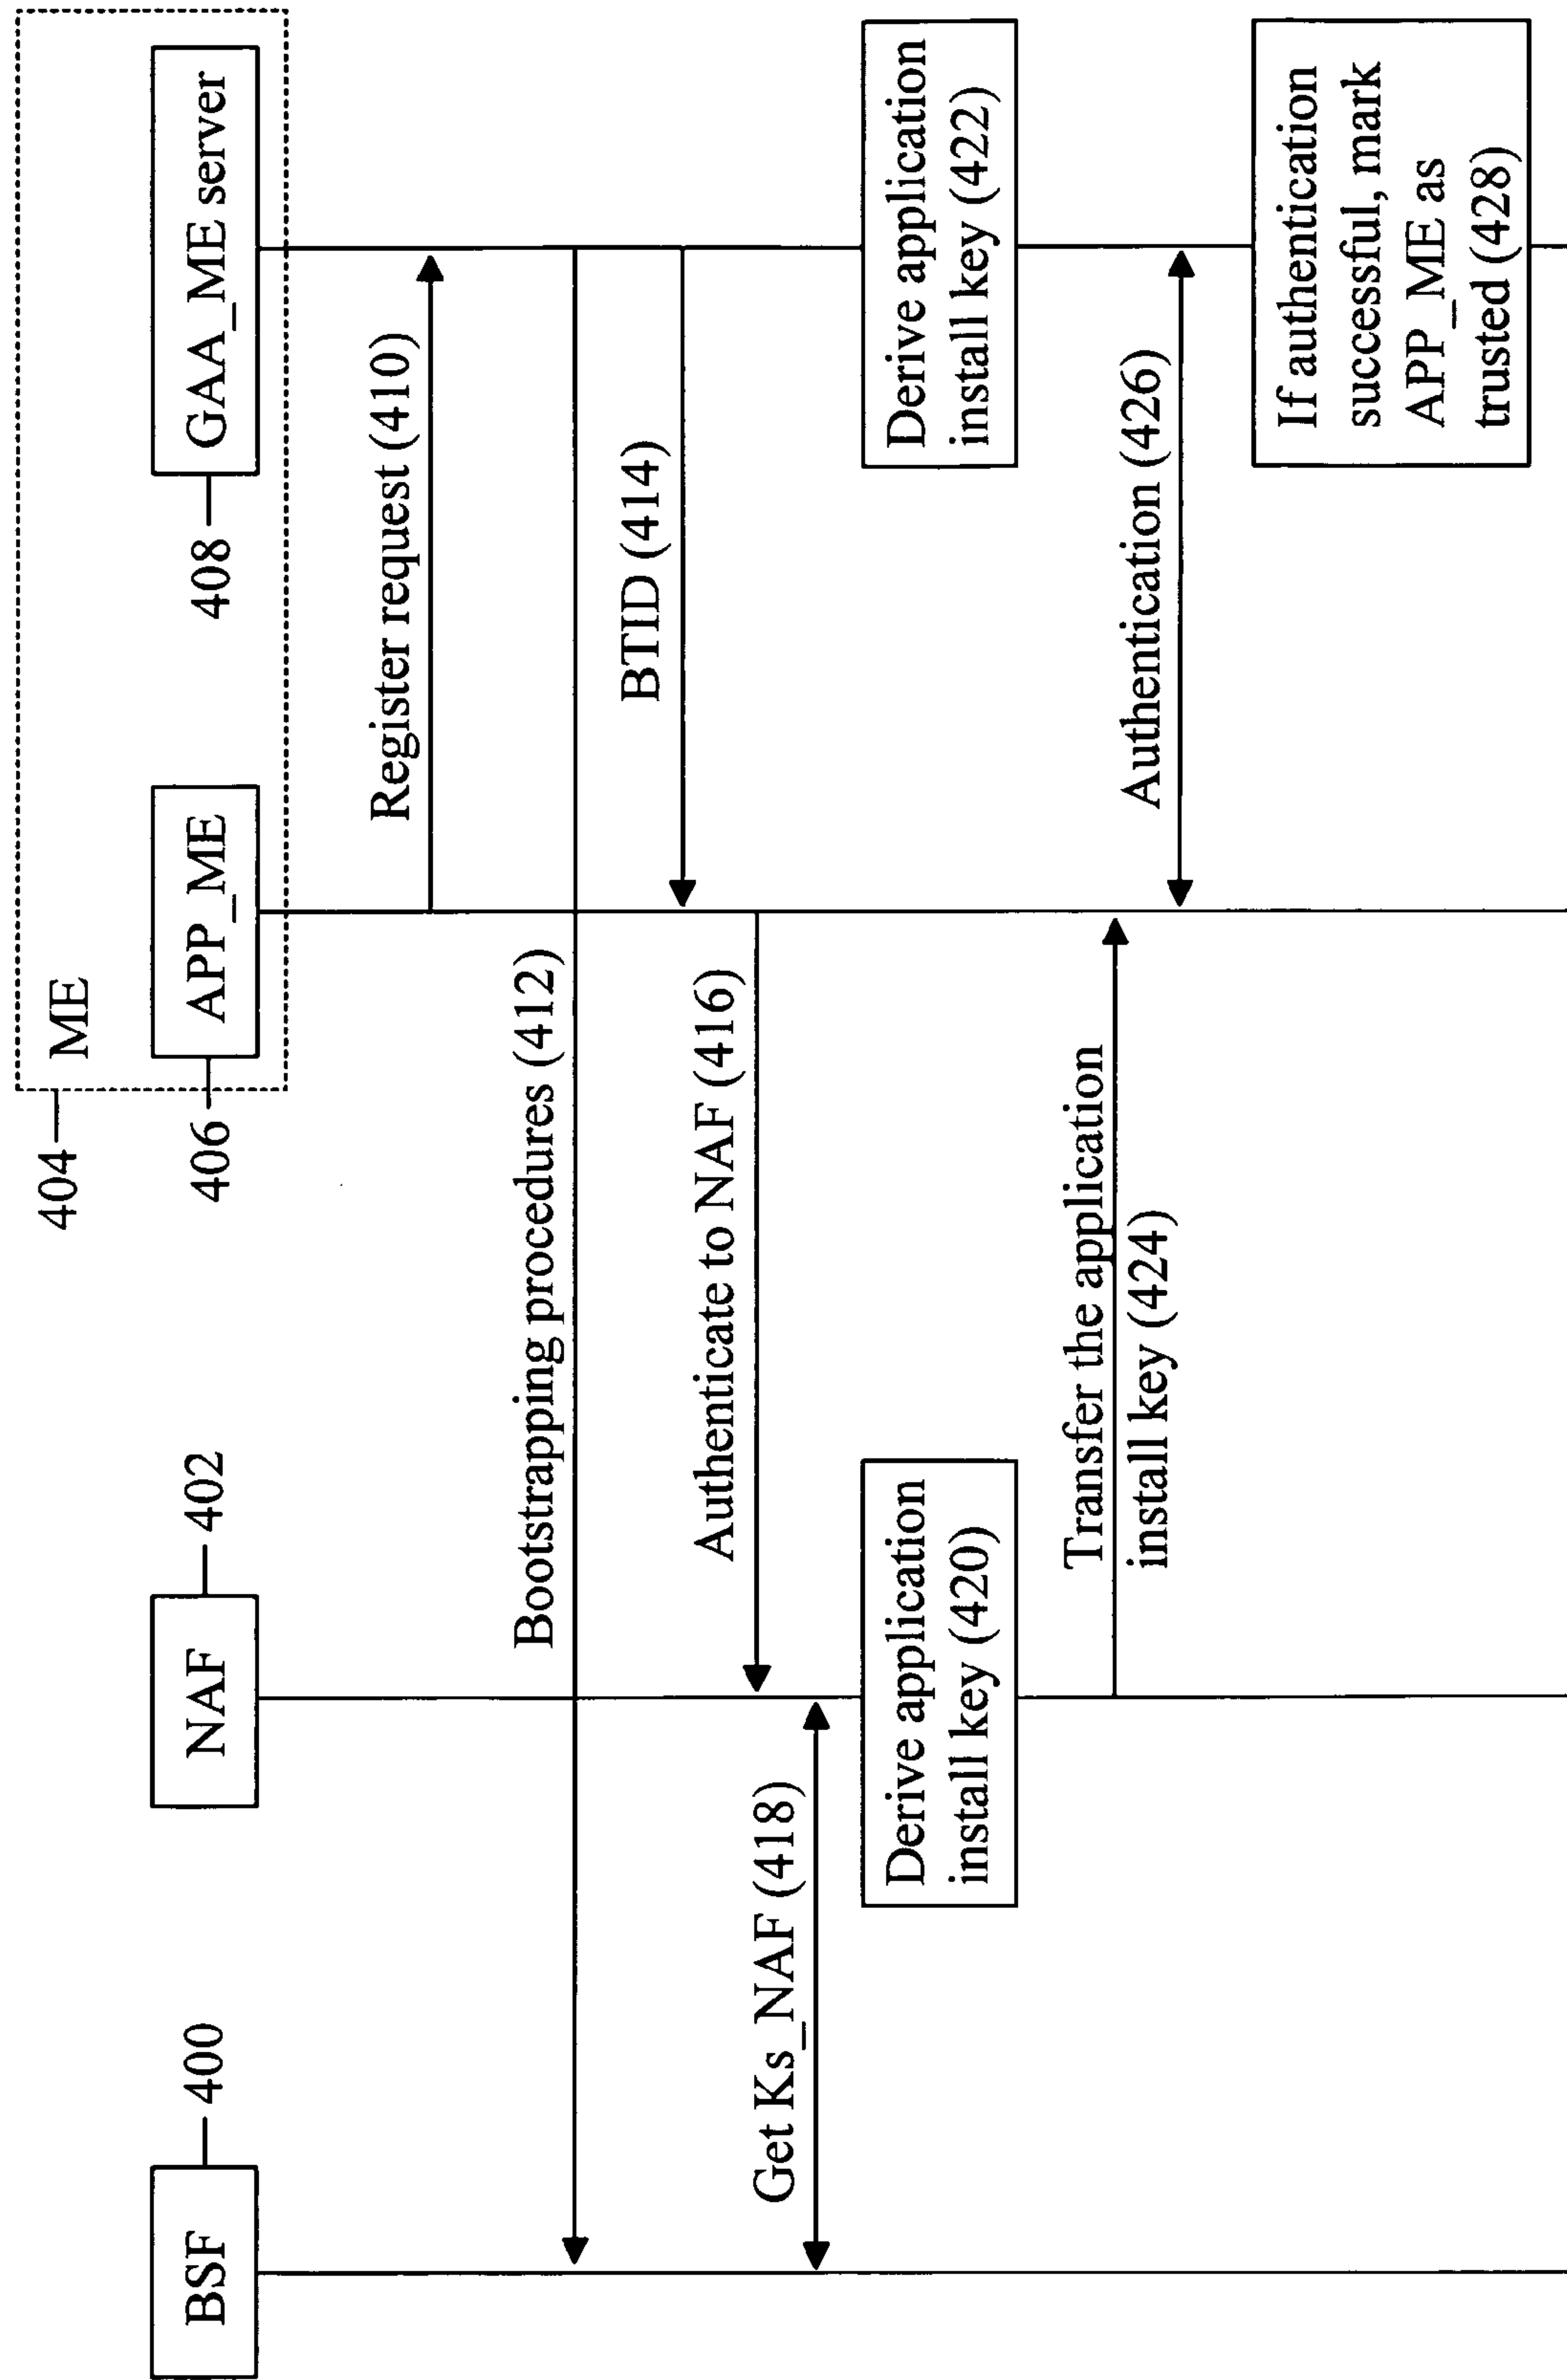 404
ME
BSF
400
NAF
402
APP_ME
406
GAA_ME server
408
Register request (410)
Bootstrapping procedures (412)
BTID (414)
Authenticate to NAF (416)
Get Ks_NAF (418)
Derive application
install key (420)
Derive application
install key (422)
Transfer the application
install key (424)
Authentication (426)
If authentication
successful, mark
APP_ME as
trusted (428)